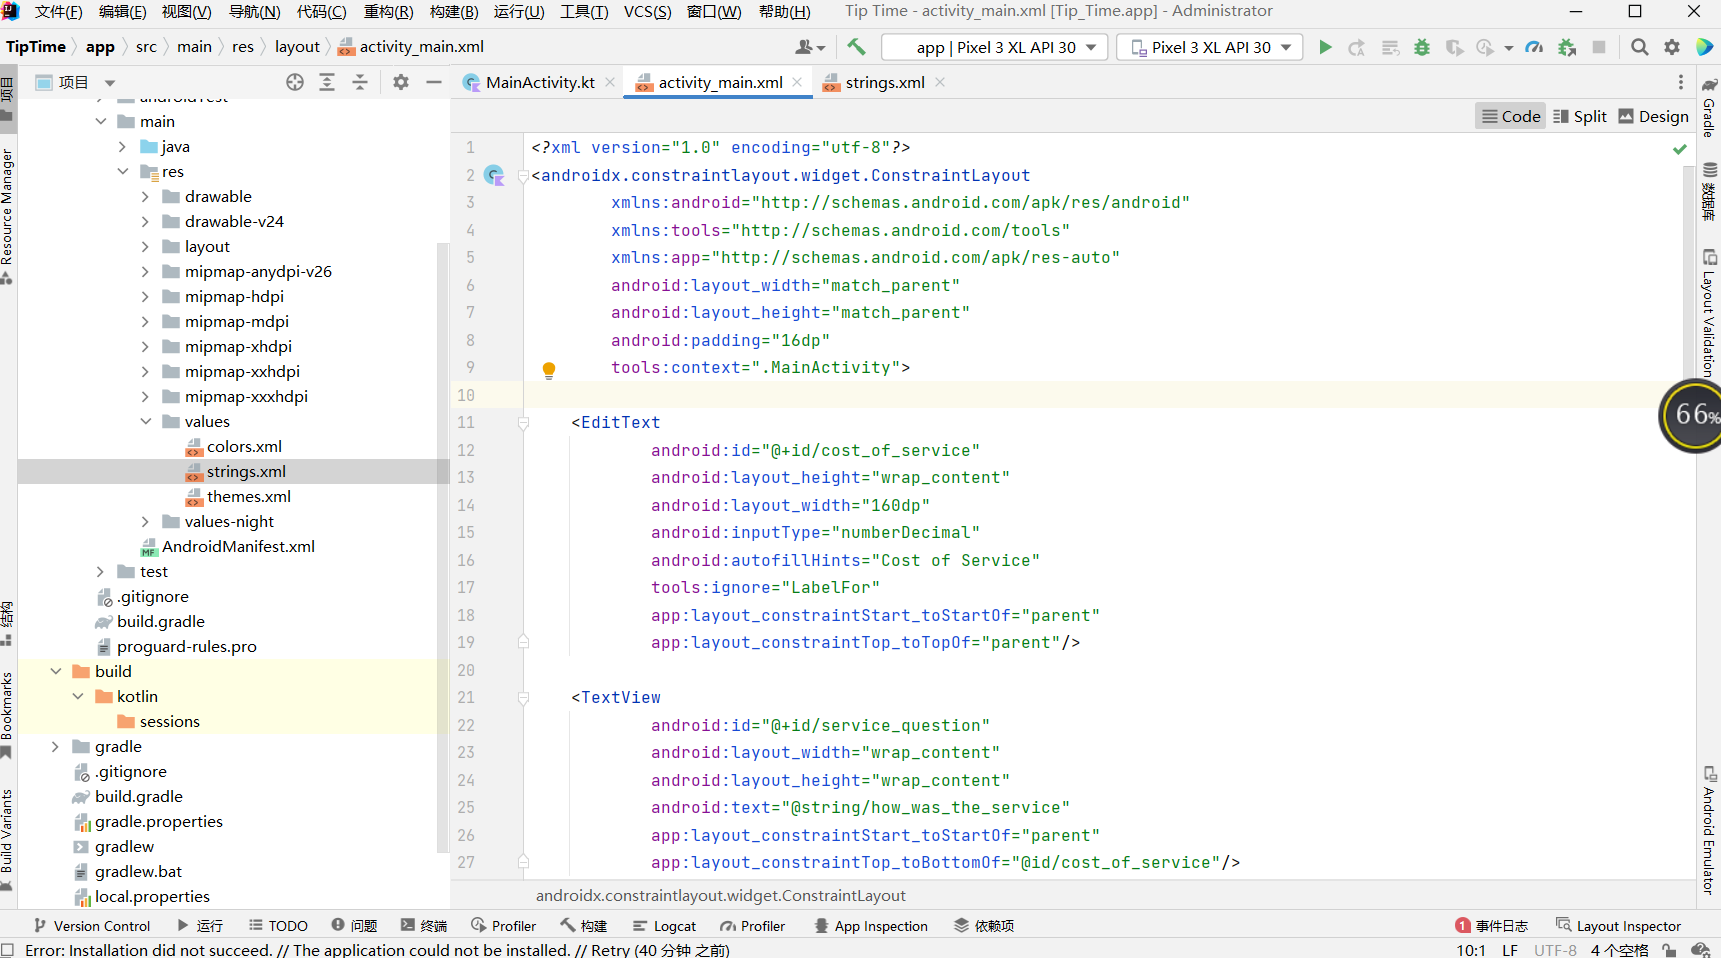 文件(F) 编辑(E) 视图(V) 导航(N) 代码(C) 重构(R) 构建(B) 运行(U) 工具(T) VCS(S) 窗口(W) 帮助(H) Tip Time - activity_main.xml [Tip_Time.app] - Administrator
TipTime app src main res layout activity_main.xml app | Pixel 3 XL API 30 Pixel 3 XL API 30
项目 MainActivity.kt activity_main.xml strings.xml
Code Split Design
androidTest
main
java
res
drawable
drawable-v24
layout
mipmap-anydpi-v26
mipmap-hdpi
mipmap-mdpi
mipmap-xhdpi
mipmap-xxhdpi
mipmap-xxxhdpi
values
colors.xml
strings.xml
themes.xml
values-night
AndroidManifest.xml
test
.gitignore
build.gradle
proguard-rules.pro
build
kotlin
sessions
gradle
.gitignore
build.gradle
gradle.properties
gradlew
gradlew.bat
local.properties
1 <?xml version="1.0" encoding="utf-8"?>
2 <androidx.constraintlayout.widget.ConstraintLayout
3 xmlns:android="http://schemas.android.com/apk/res/android"
4 xmlns:tools="http://schemas.android.com/tools"
5 xmlns:app="http://schemas.android.com/apk/res-auto"
6 android:layout_width="match_parent"
7 android:layout_height="match_parent"
8 android:padding="16dp"
9 tools:context=".MainActivity">
10
11 <EditText
12 android:id="@+id/cost_of_service"
13 android:layout_height="wrap_content"
14 android:layout_width="160dp"
15 android:inputType="numberDecimal"
16 android:autofillHints="Cost of Service"
17 tools:ignore="LabelFor"
18 app:layout_constraintStart_toStartOf="parent"
19 app:layout_constraintTop_toTopOf="parent"/>
20
21 <TextView
22 android:id="@+id/service_question"
23 android:layout_width="wrap_content"
24 android:layout_height="wrap_content"
25 android:text="@string/how_was_the_service"
26 app:layout_constraintStart_toStartOf="parent"
27 app:layout_constraintTop_toBottomOf="@id/cost_of_service"/>
androidx.constraintlayout.widget.ConstraintLayout
项目
Resource Manager
结构
Bookmarks
Build Variants
Gradle
数据库
Layout Validation
66%
Android Emulator
Version Control 运行 TODO 问题 终端 Profiler 构建 Logcat Profiler App Inspection 依赖项 1 事件日志 Layout Inspector
Error: Installation did not succeed. // The application could not be installed. // Retry (40 分钟 之前) 10:1 LF UTF-8 4 个空格